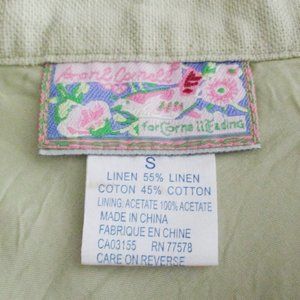 April Cornell
for Cornell Trading
S
LINEN 55% LINEN
COTON 45% COTTON
LINING: ACETATE 100% ACETATE
MADE IN CHINA
FABRIQUE EN CHINA
CA03155 RN 77578
CARE ON REVERSE